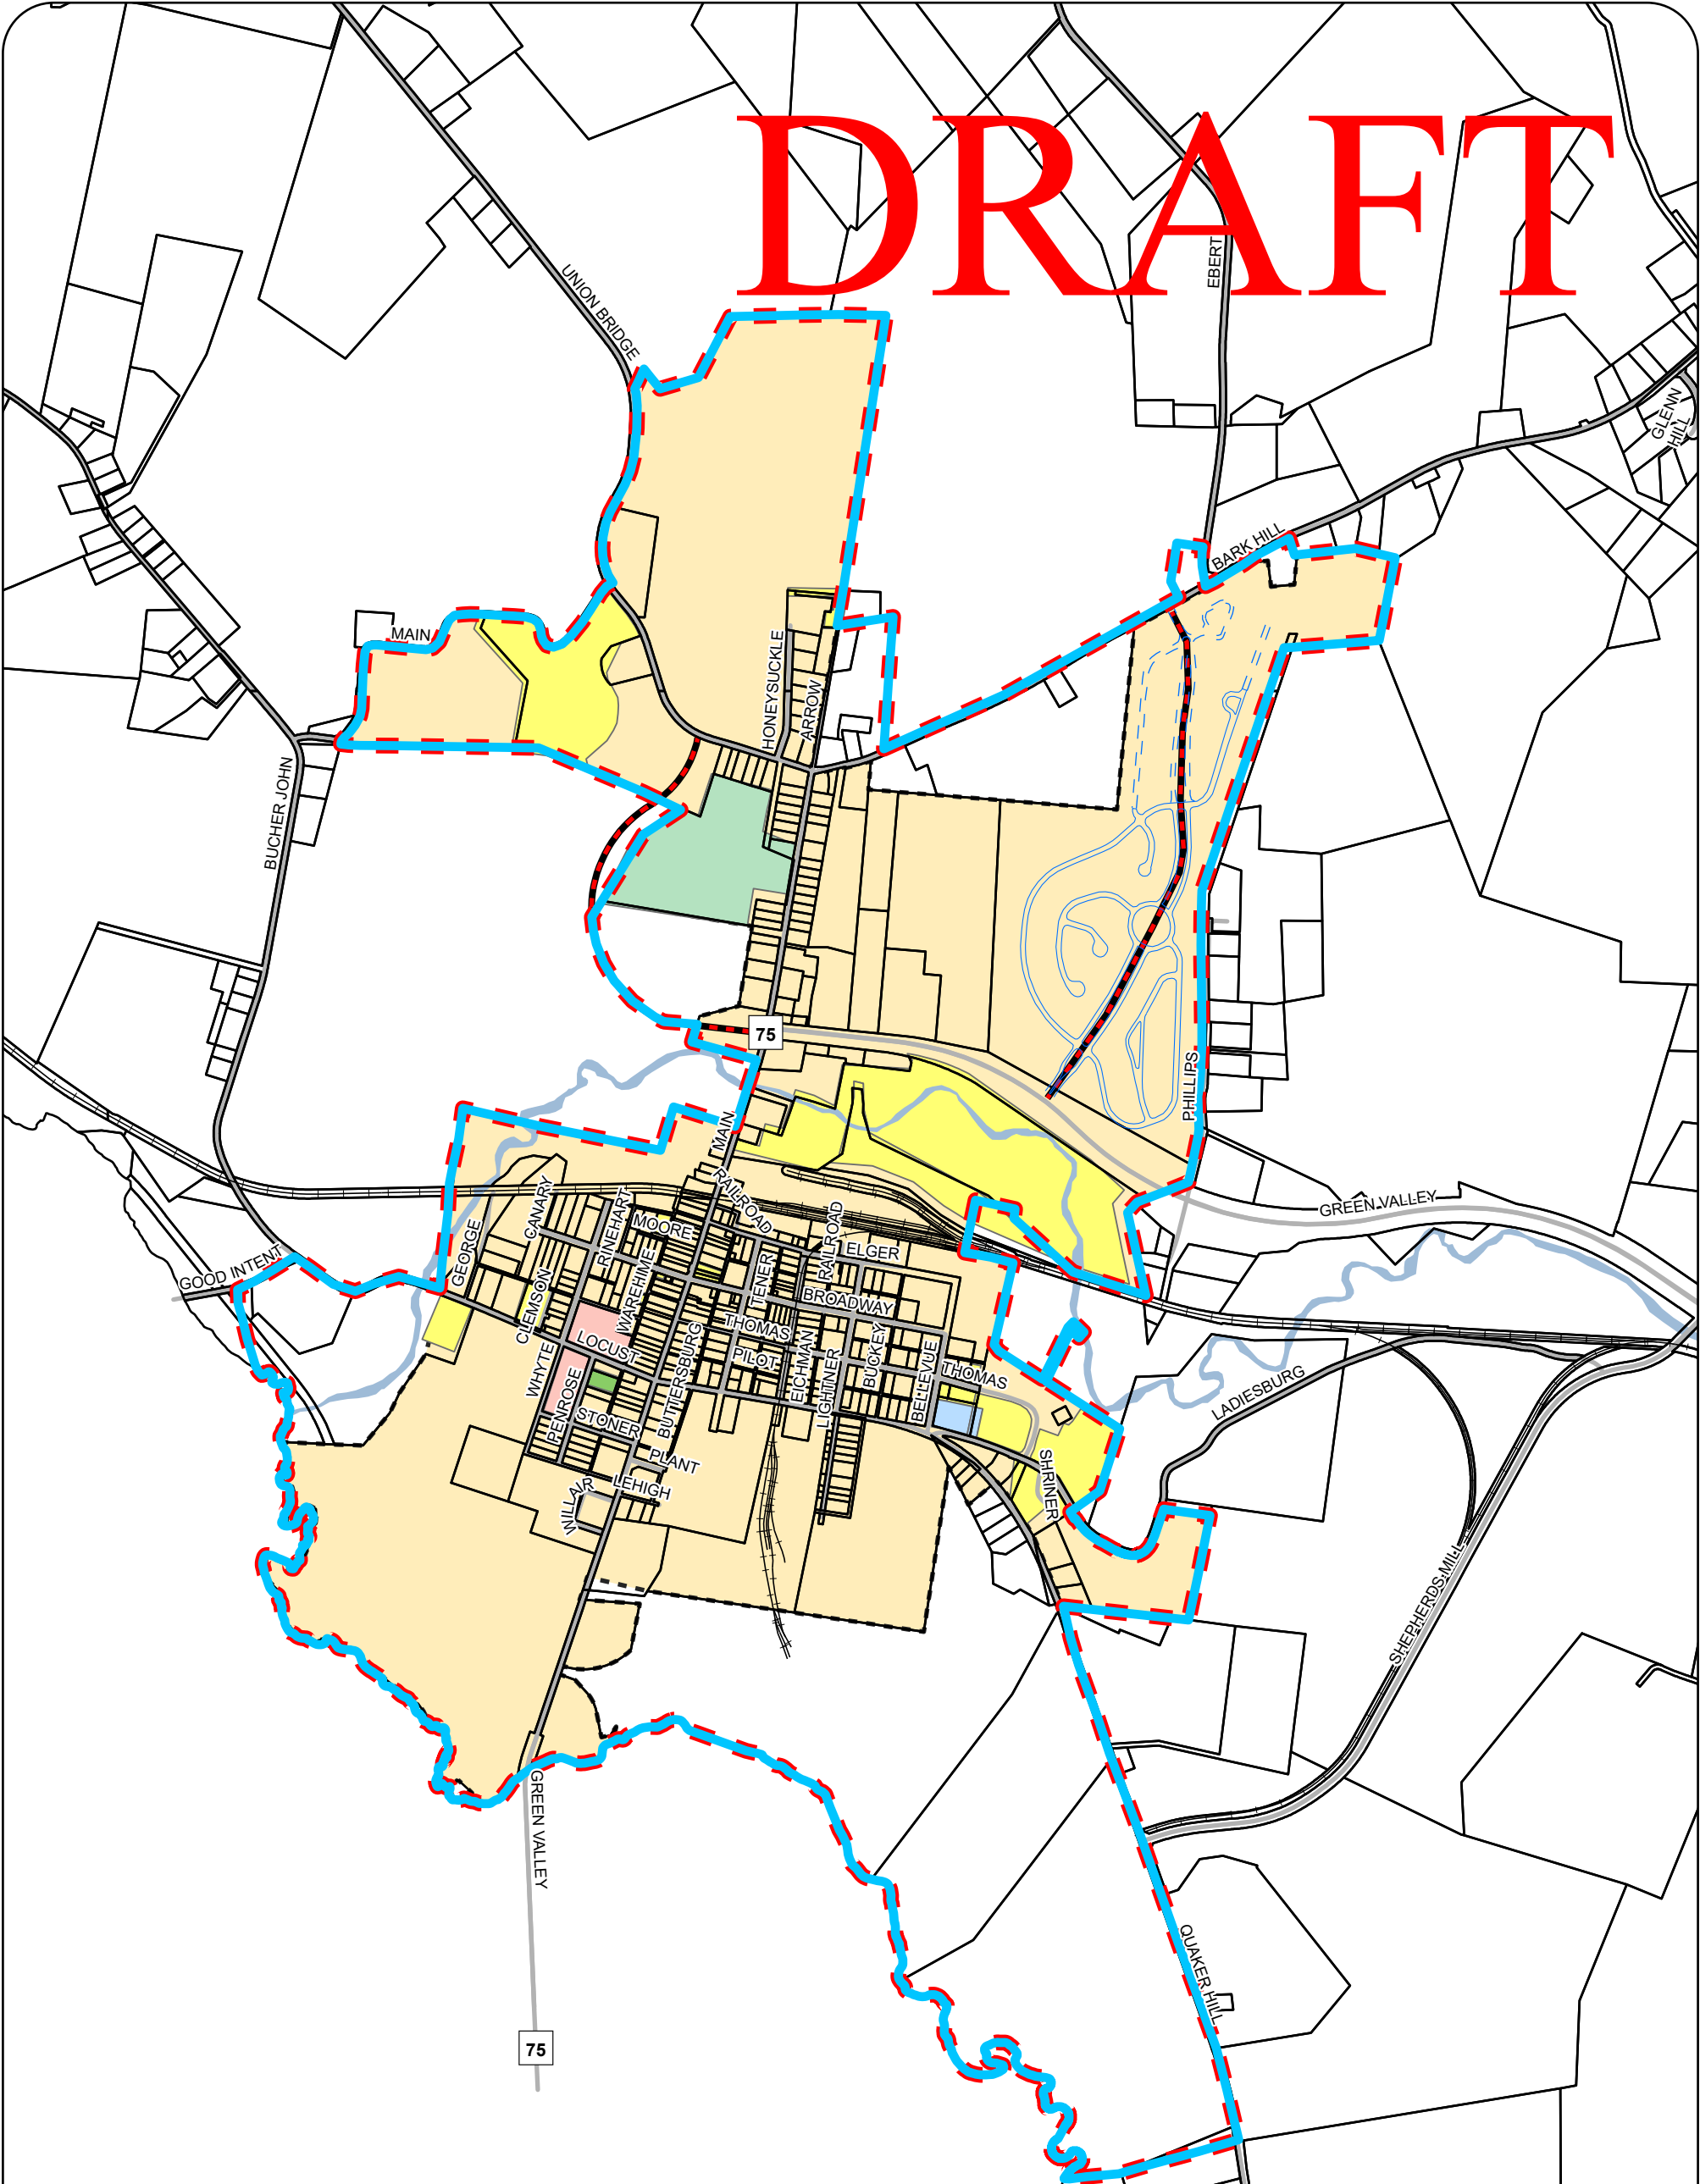 DRAFT
EBERT
UNION BRIDGE
GLENN
HILL
BARK HILL
MAIN
HONEYSUCKLE
ARROW
BUCHER JOHN
75
PHILLIPS
MAIN
RAILROAD
CANARY
RINEHART
MOORE
GREEN VALLEY
GEORGE
RAILROAD
ELGER
GOOD INTENT
WAREHIME
TENER
CLEMSON
BROADWAY
THOMAS
LOCUST
PILOT
BUTTERSBURG
EICHMAN
LIGHTNER
BUCKEY
BELLEVUE
THOMAS
WHYTE
PENROSE
LADIESBURG
STONER
PLANT
LEHIGH
WILLAIR
SHRINER
SHEPHERDS MILL
GREEN VALLEY
QUAKER HILL
75